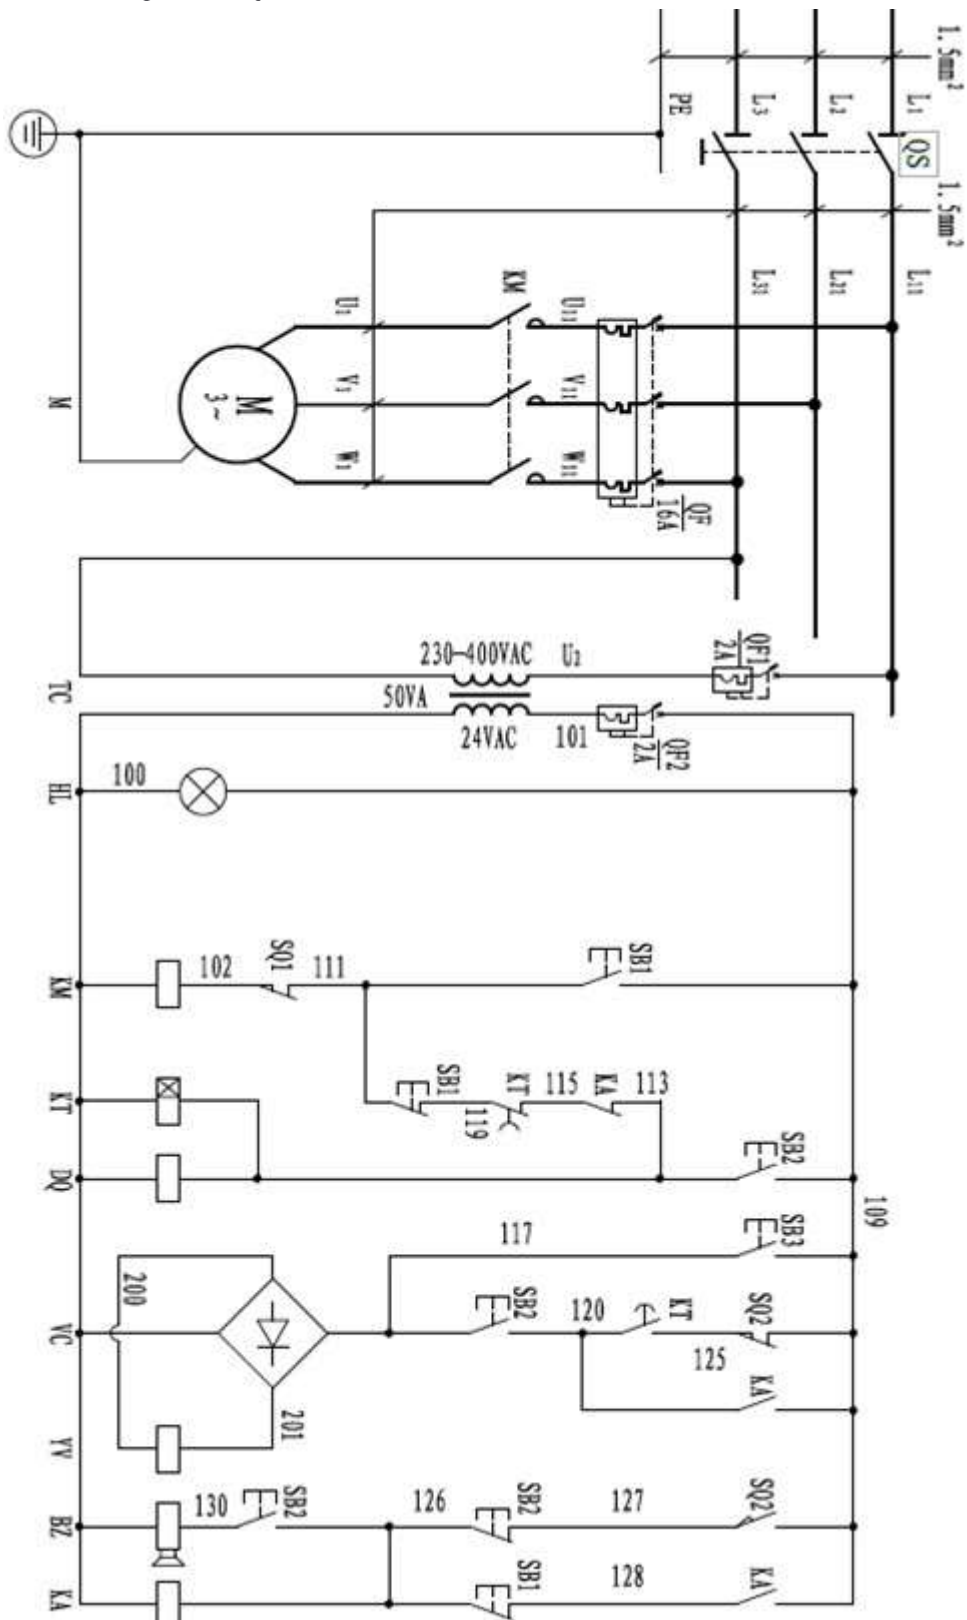 1.5mm²
L1
L2
L3
PE
QS
1.5mm²
L11
L21
L31
KM
U1
V1
W1
U11
V11
W11
M
3~
M
QF
16A
230-400VAC
U2
QF1
2A
50VA
TC
24VAC
101
QF2
2A
100
HL
SQ1
102
111
SB1
KM
SB1
KT
115
KA
113
119
KT
SB2
DQ
109
117
SB3
200
SB2
120
KT
SQ2
VC
125
KA
201
YV
130
SB2
126
SB2
127
SQ2
BZ
SB1
128
KA
KA